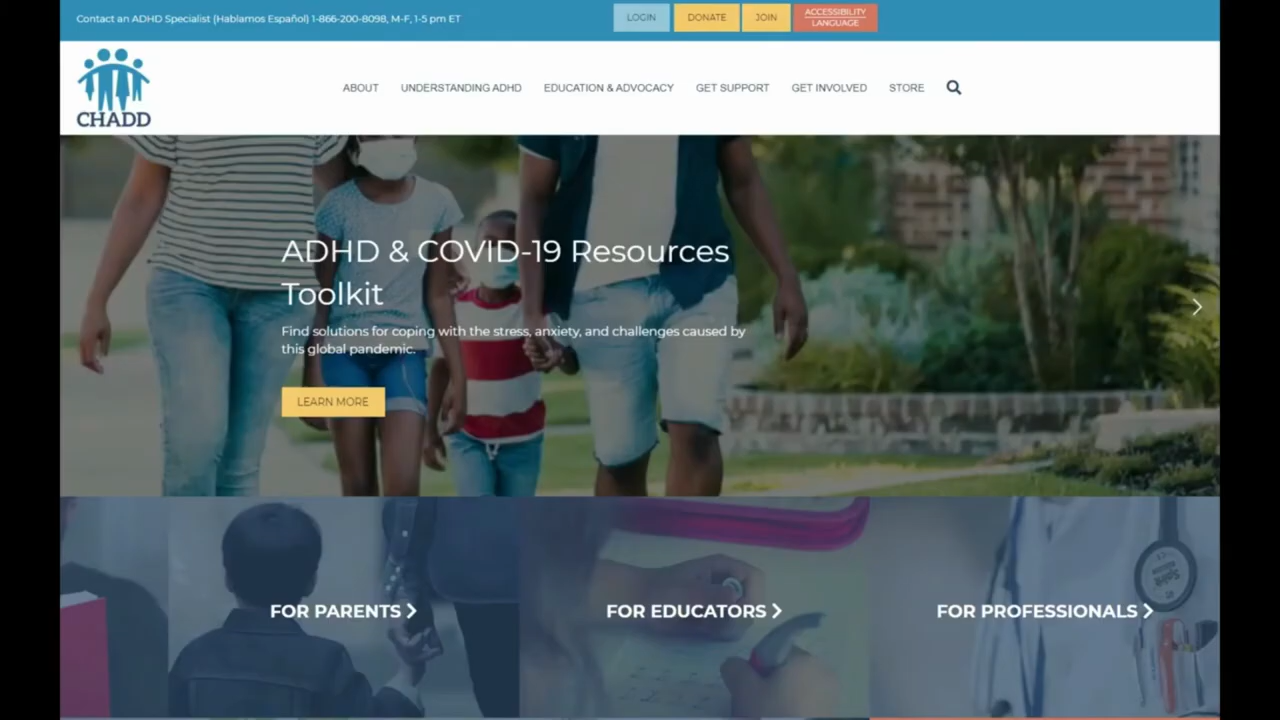 Contact an ADHD Specialist (Hablamos Español) 1-866-200-8098, M-F, 1-5 pm ET
LOGIN
DONATE
JOIN
ACCESSIBILITY
LANGUAGE
CHADD
ABOUT
UNDERSTANDING ADHD
EDUCATION & ADVOCACY
GET SUPPORT
GET INVOLVED
STORE
ADHD & COVID-19 Resources
Toolkit
Find solutions for coping with the stress, anxiety, and challenges caused by
this global pandemic.
LEARN MORE
FOR PARENTS
FOR EDUCATORS
FOR PROFESSIONALS